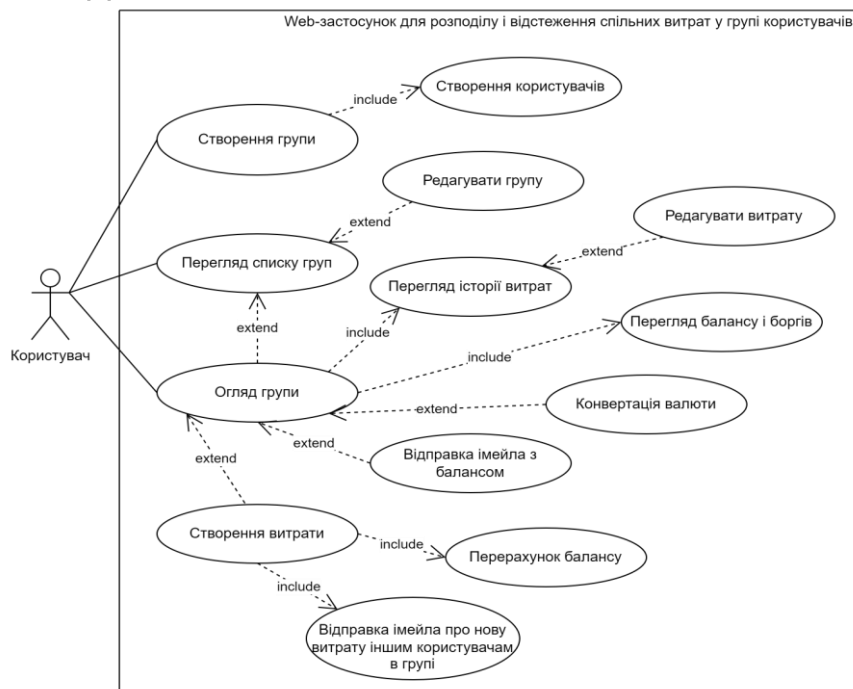 Web-застосунок для розподілу і відстеження спільних витрат у групі користувачів
Створення користувачів
include
Створення групи
Редагувати групу
extend
Редагувати витрату
extend
Перегляд списку груп
Перегляд історії витрат
extend
include
Перегляд балансу і боргів
include
Користувач
Огляд групи
Конвертація валюти
extend
extend
Відправка імейла з
балансом
extend
Створення витрати
include
Перерахунок балансу
include
Відправка імейла про нову
витрату іншим користувачам
в групі